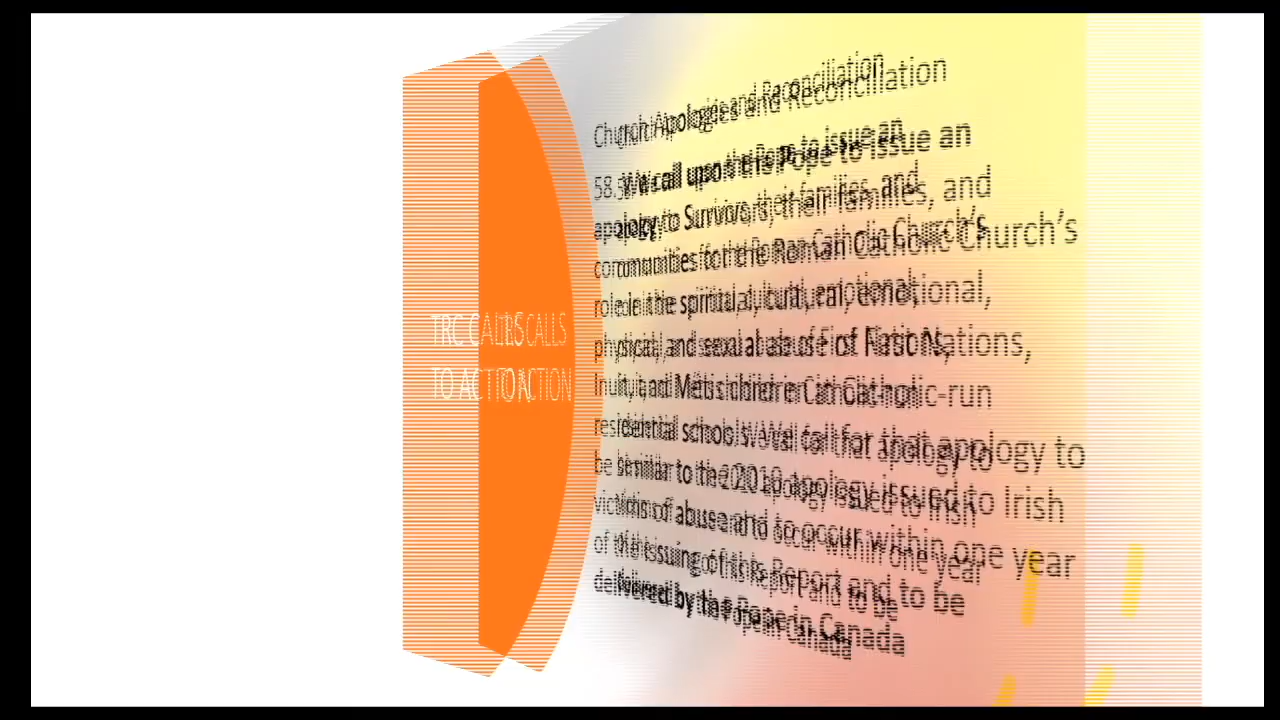 TRC CALLS
TO ACTION
Church Apologies and Reconciliation
58. We call upon the Pope to issue an
apology to Survivors, their families, and
communities for the Roman Catholic Church's
role in the spiritual, cultural, emotional,
physical, and sexual abuse of First Nations,
Inuit, and Métis children in Catholic-run
residential schools. We call for that apology to
be similar to the 2010 apology issued to Irish
victims of abuse and to occur within one year
of the issuing of this Report and to be
delivered by the Pope in Canada